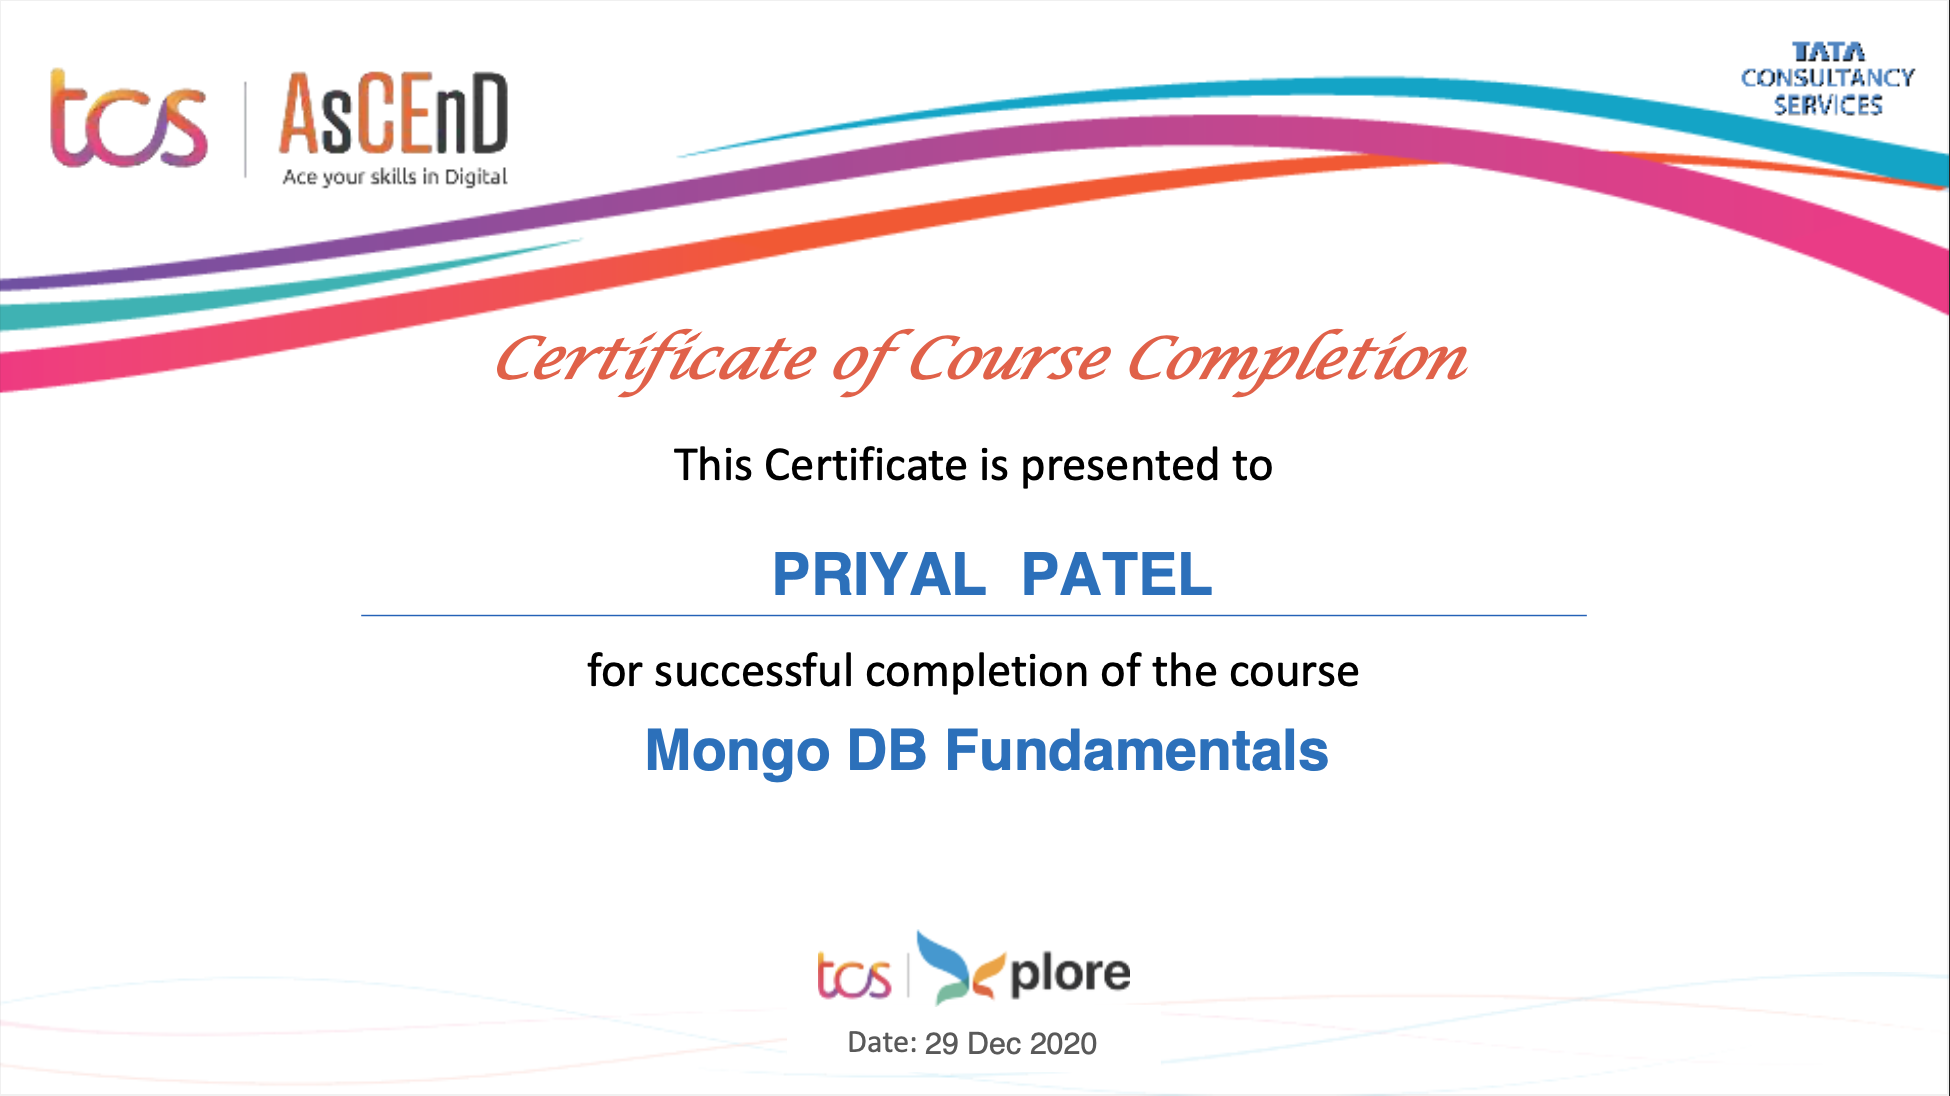 tcs AsCEnD
Ace your skills in Digital
TATA
CONSULTANCY
SERVICES
Certificate of Course Completion
This Certificate is presented to
PRIYAL PATEL
for successful completion of the course
Mongo DB Fundamentals
tcs Xplore
Date: 29 Dec 2020